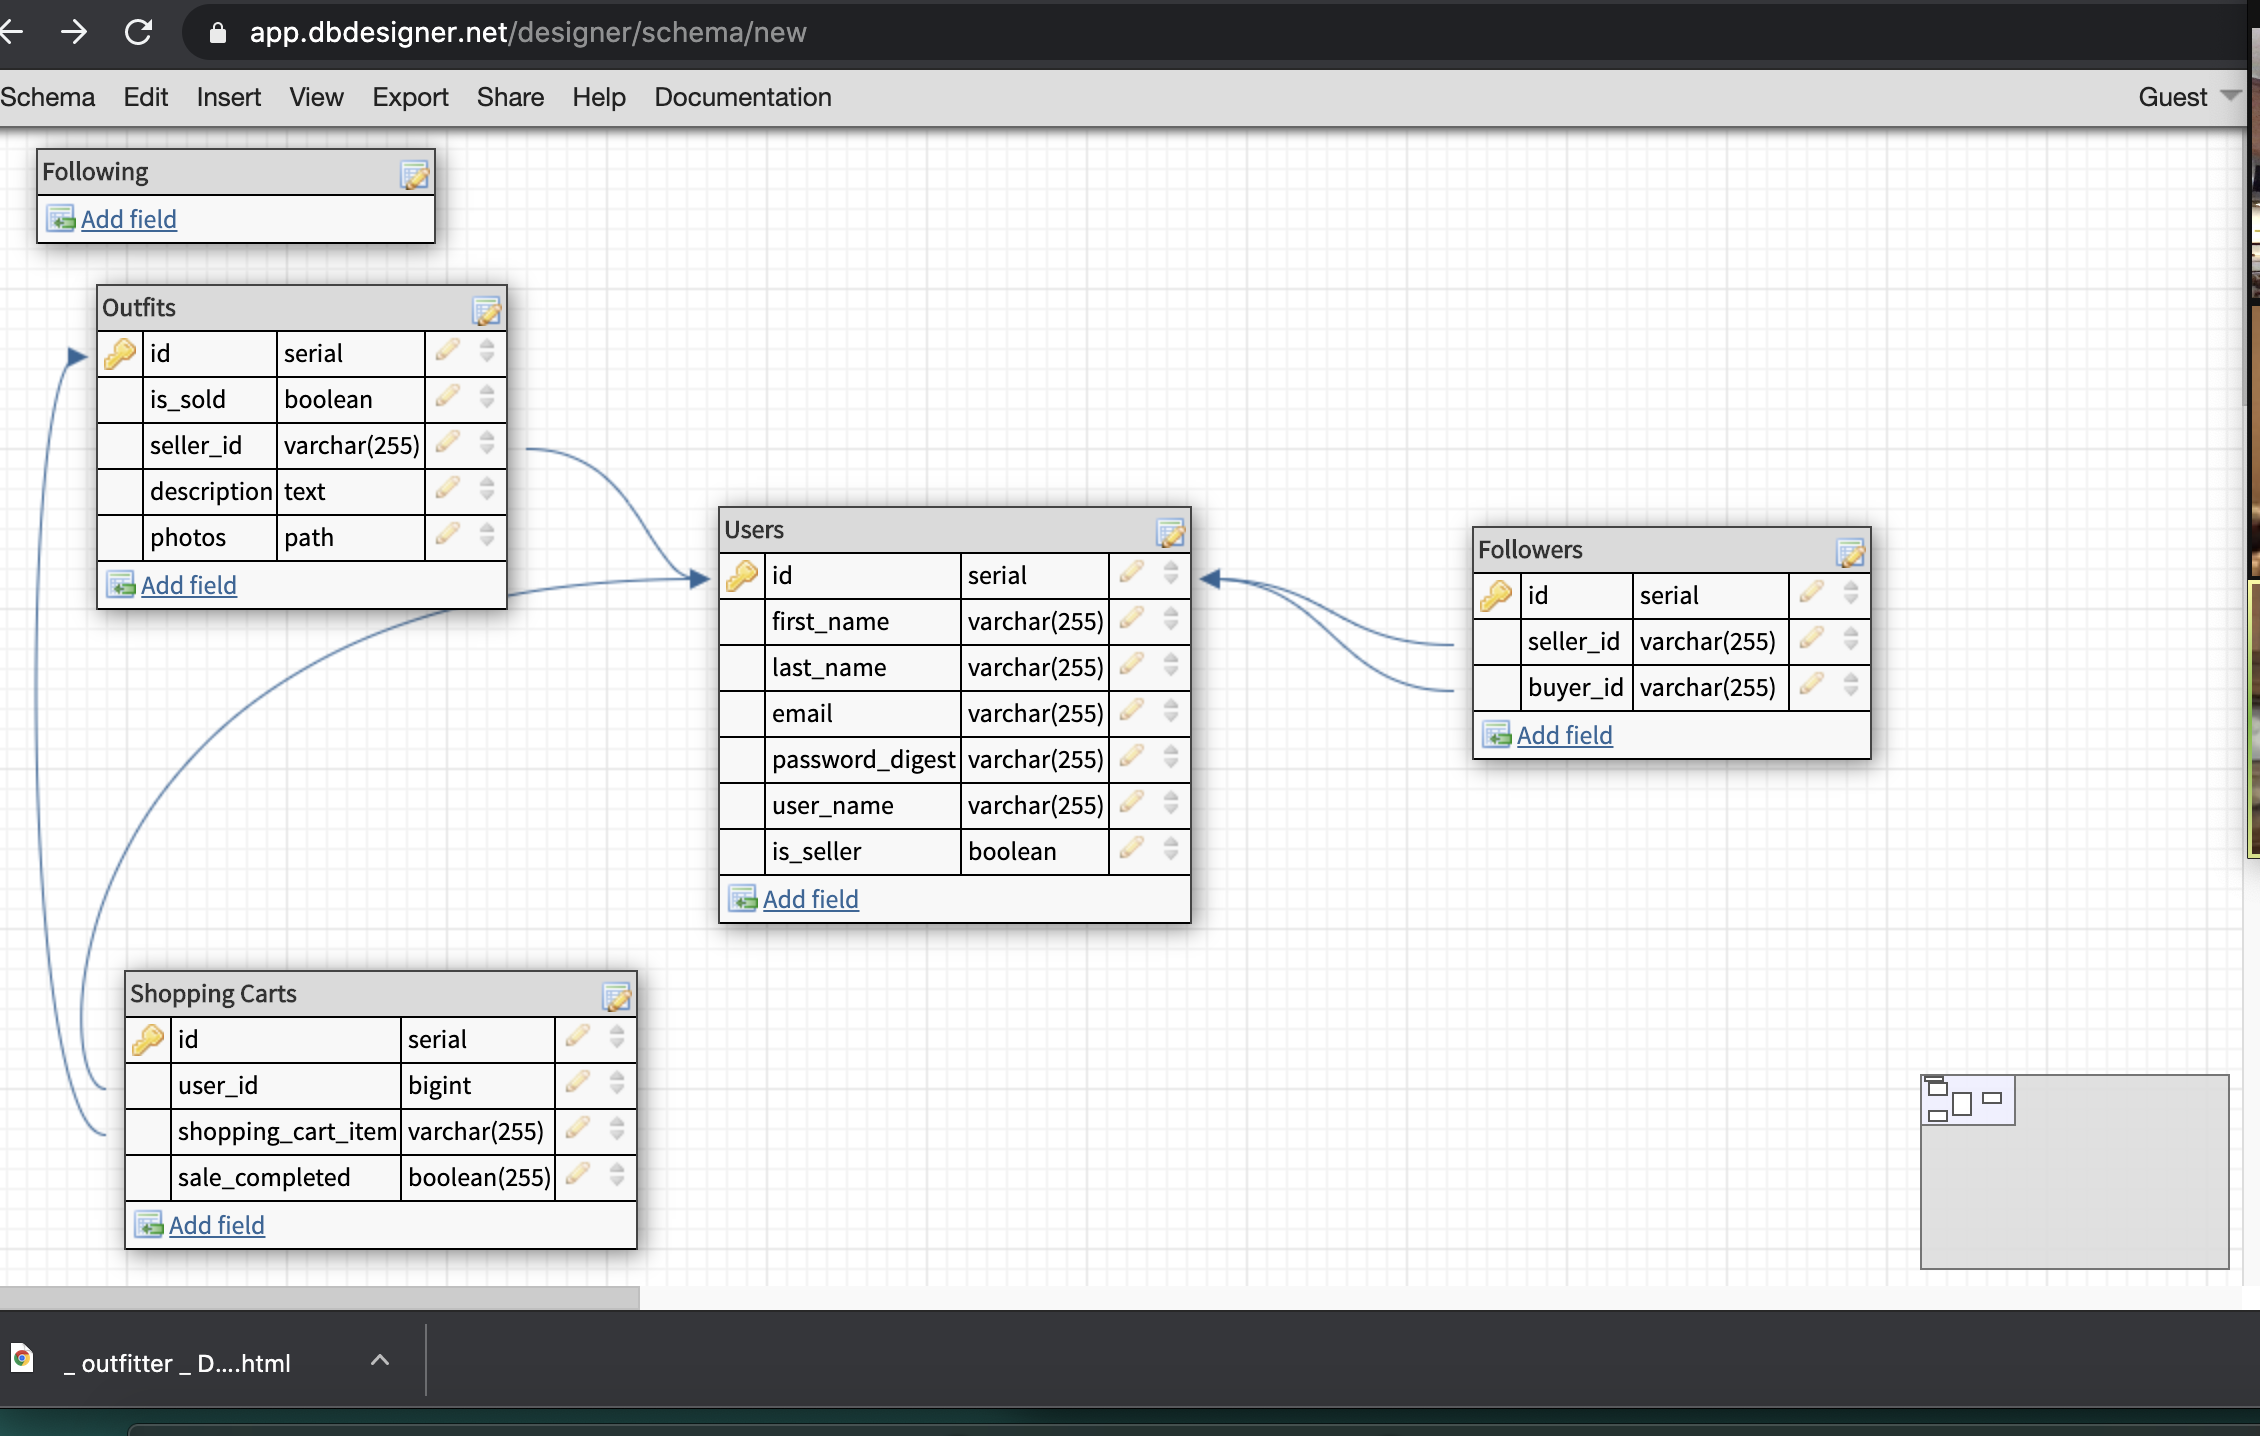 app.dbdesigner.net/designer/schema/new
Schema Edit Insert View Export Share Help Documentation Guest
Following
Add field
Outfits
id serial
is_sold boolean
seller_id varchar(255)
description text
photos path
Add field
Users
id serial
first_name varchar(255)
last_name varchar(255)
email varchar(255)
password_digest varchar(255)
user_name varchar(255)
is_seller boolean
Add field
Followers
id serial
seller_id varchar(255)
buyer_id varchar(255)
Add field
Shopping Carts
id serial
user_id bigint
shopping_cart_item varchar(255)
sale_completed boolean(255)
Add field
_ outfitter _ D....html